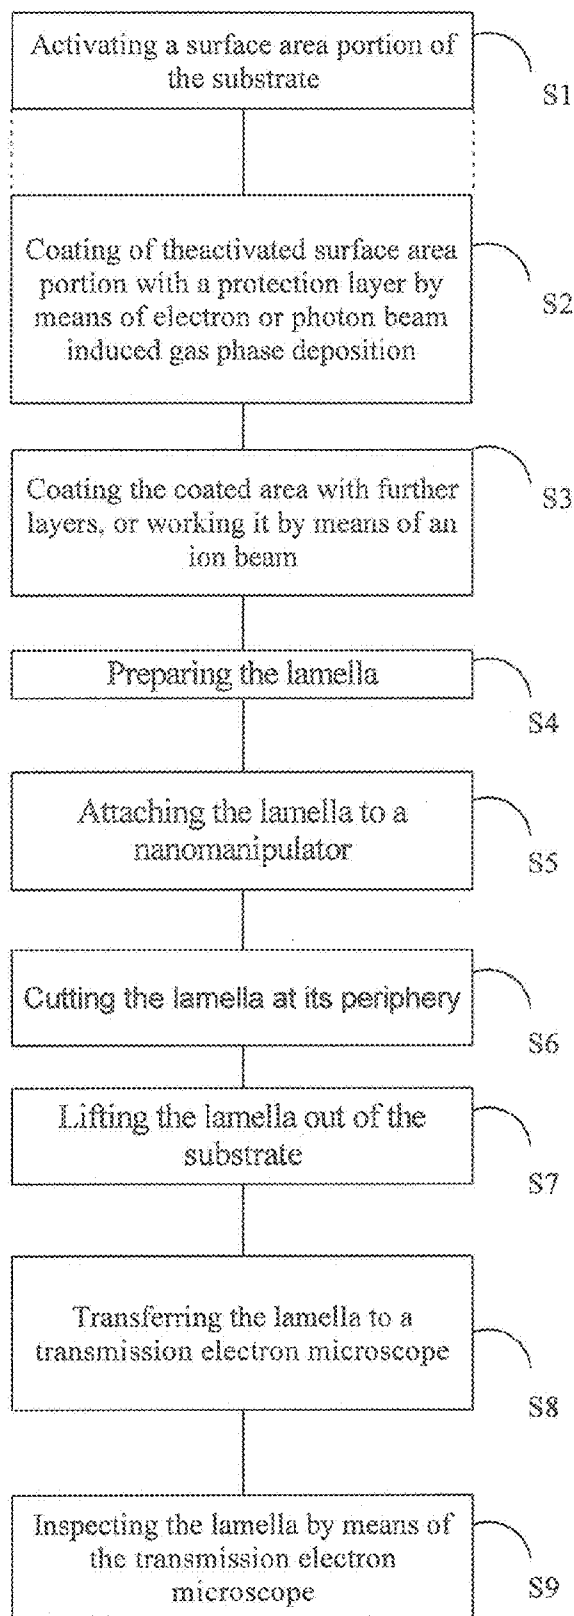 Activating a surface area portion of
the substrate
S1
Coating of theactivated surface area
portion with a protection layer by
means of electron or photon beam
induced gas phase deposition
S2
Coating the coated area with further
layers, or working it by means of an
ion beam
S3
Preparing the lamella
S4
Attaching the lamella to a
nanomanipulator
S5
Cutting the lamella at its periphery
S6
Lifting the lamella out of the
substrate
S7
Transferring the lamella to a
transmission electron microscope
S8
Inspecting the lamella by means of
the transmission electron
microscope
S9